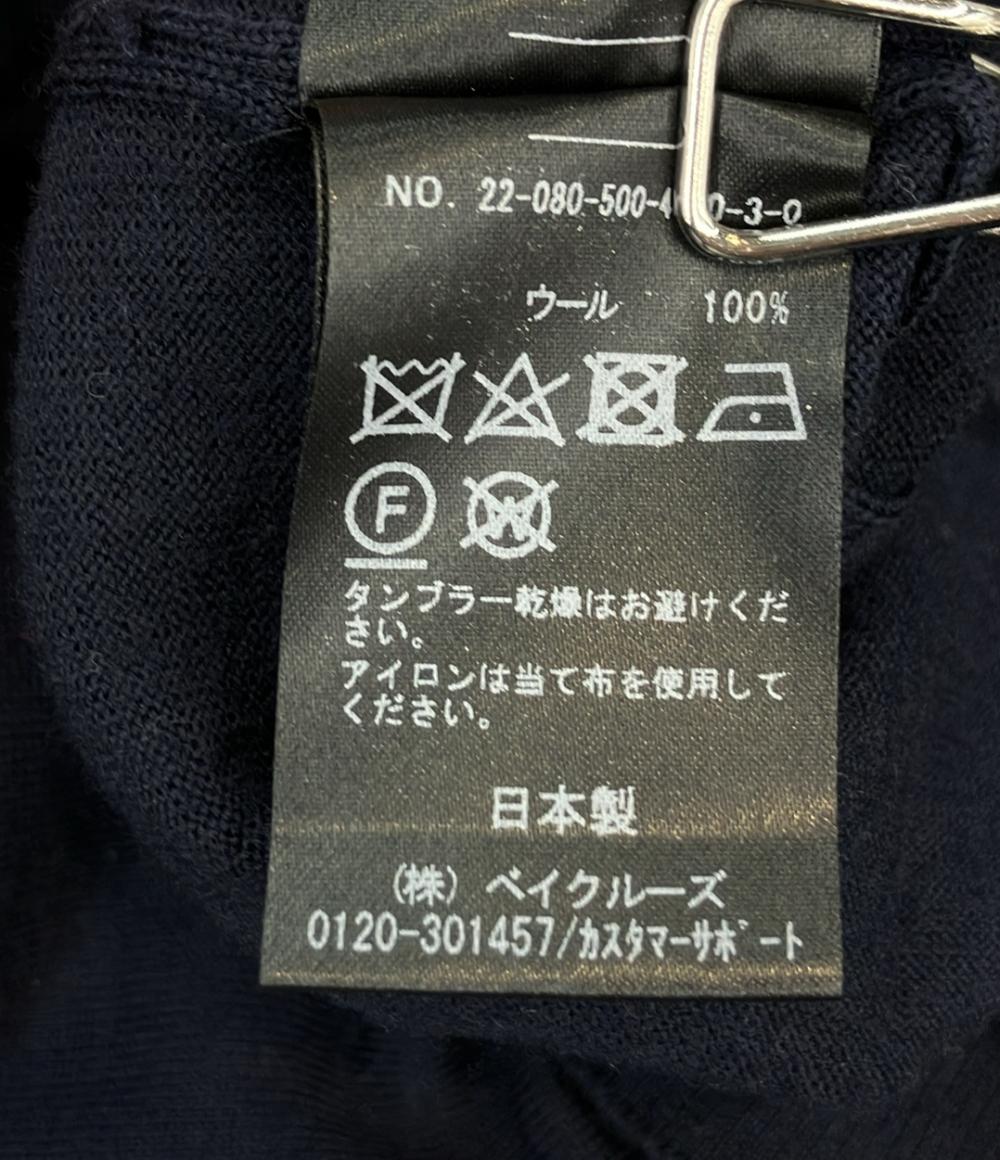 NO. 22-080-500-4 0-3-0
ウール 100%
F W
タンブラー乾燥はお避けくだ
さい。
アイロンは当て布を使用して
ください。
日本製
(株) ベイクルーズ
0120-301457/カスタマーサポート